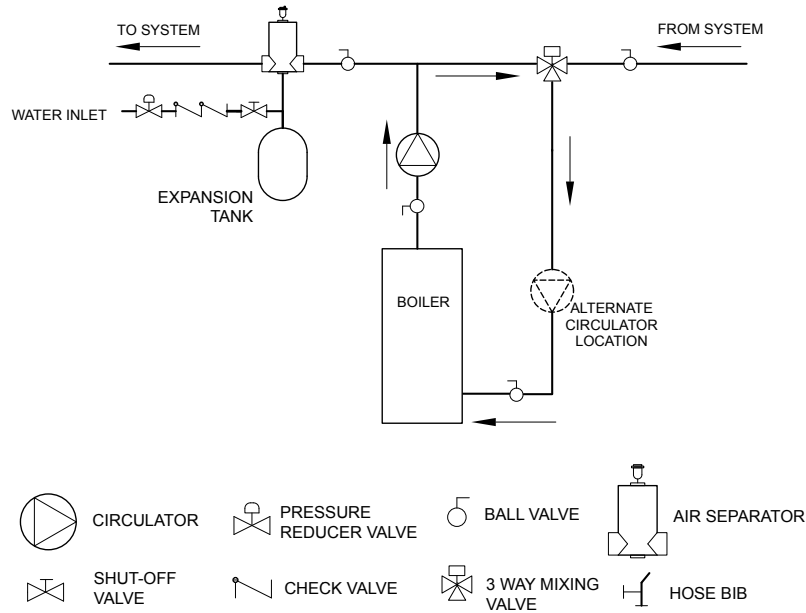 TO SYSTEM
FROM SYSTEM
WATER INLET
EXPANSION
TANK
BOILER
ALTERNATE
CIRCULATOR
LOCATION
CIRCULATOR
PRESSURE
REDUCER VALVE
BALL VALVE
AIR SEPARATOR
SHUT-OFF
VALVE
CHECK VALVE
3 WAY MIXING
VALVE
HOSE BIB